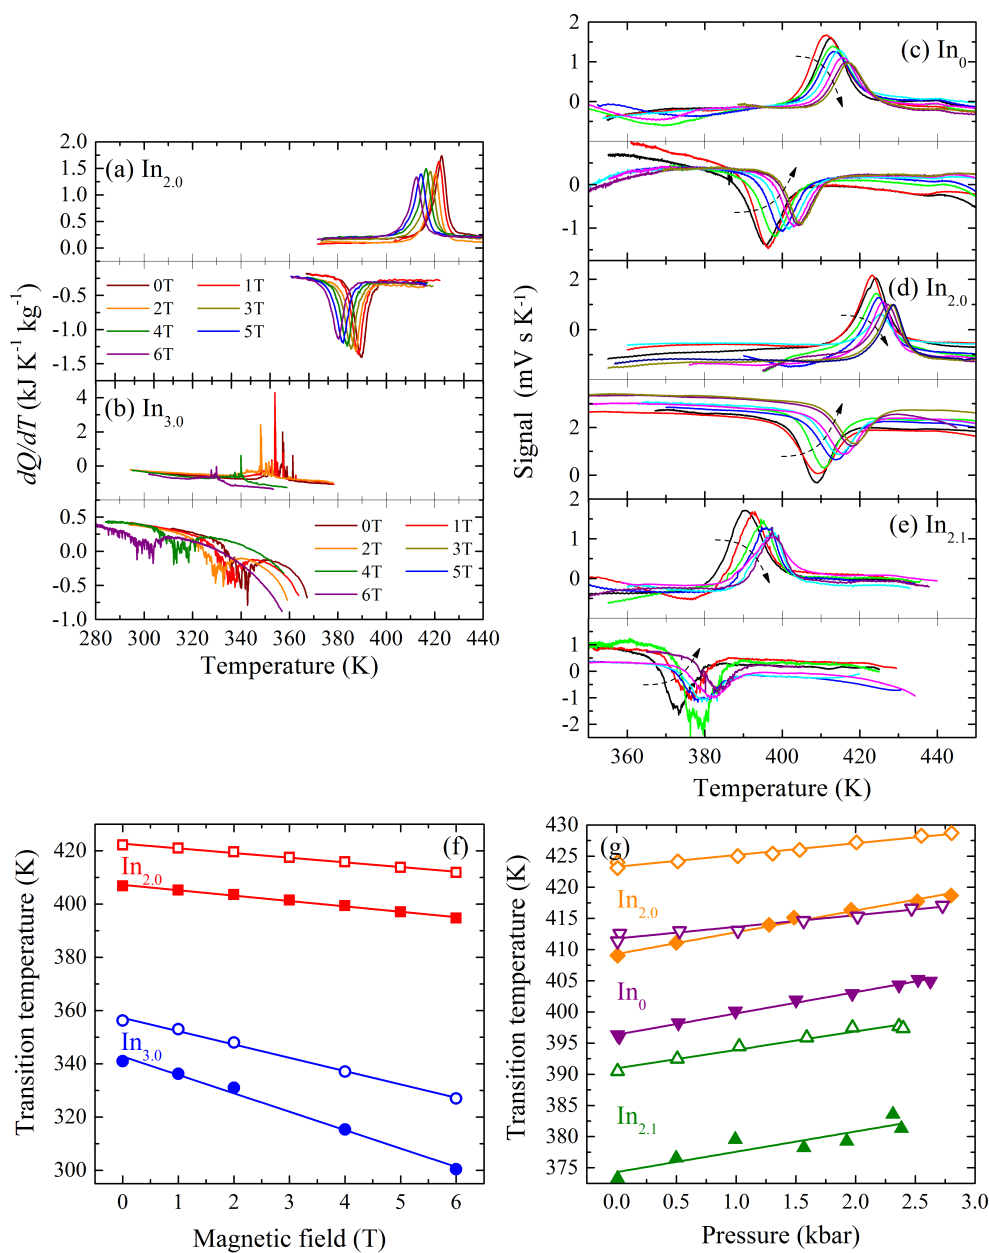 (a) In2.0
2.0
1.5
1.0
0.5
0.0
-0.5
-1.0
-1.5
0T 1T
2T 3T
4T 5T
6T
dQ/dT (kJ K-1 kg-1)
(b) In3.0
4
2
0
0.5
0.0
-0.5
-1.0
0T 1T
2T 3T
4T 5T
6T
280 300 320 340 360 380 400 420 440
Temperature (K)
(c) In0
2
1
0
0
-1
(d) In2.0
2
0
2
0
2
(e) In2.1
2
0
1
0
-1
-2
Signal (mV s K-1)
360 380 400 420 440
Temperature (K)
(f)
In2.0
In3.0
420
400
360
340
320
300
Transition temperature (K)
0 1 2 3 4 5 6
Magnetic field (T)
(g)
In2.0
In0
In2.1
430
425
420
415
410
405
400
395
390
385
380
375
Transition temperature (K)
0.0 0.5 1.0 1.5 2.0 2.5 3.0
Pressure (kbar)